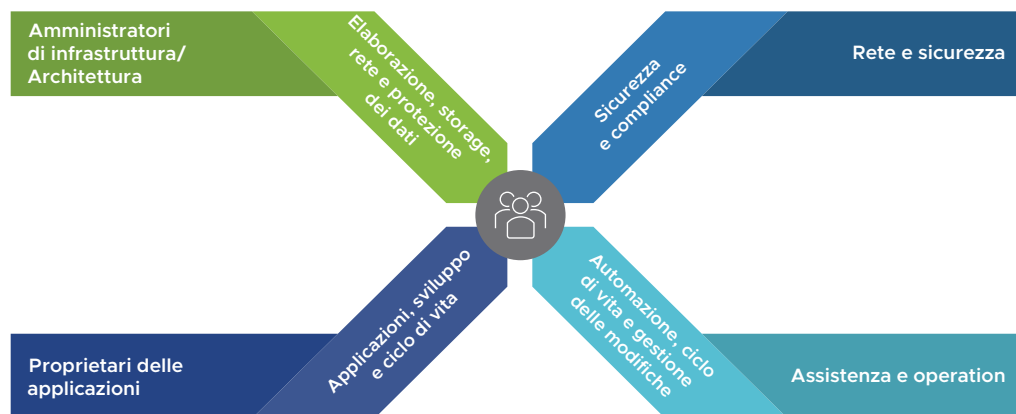 Amministratori
di infrastruttura/
Architettura
Elaborazione, storage,
rete e protezione
dei dati
Sicurezza
e compliance
Rete e sicurezza
Proprietari delle
applicazioni
Applicazioni, sviluppo
e ciclo di vita
Automazione, ciclo
di vita e gestione
delle modifiche
Assistenza e operation